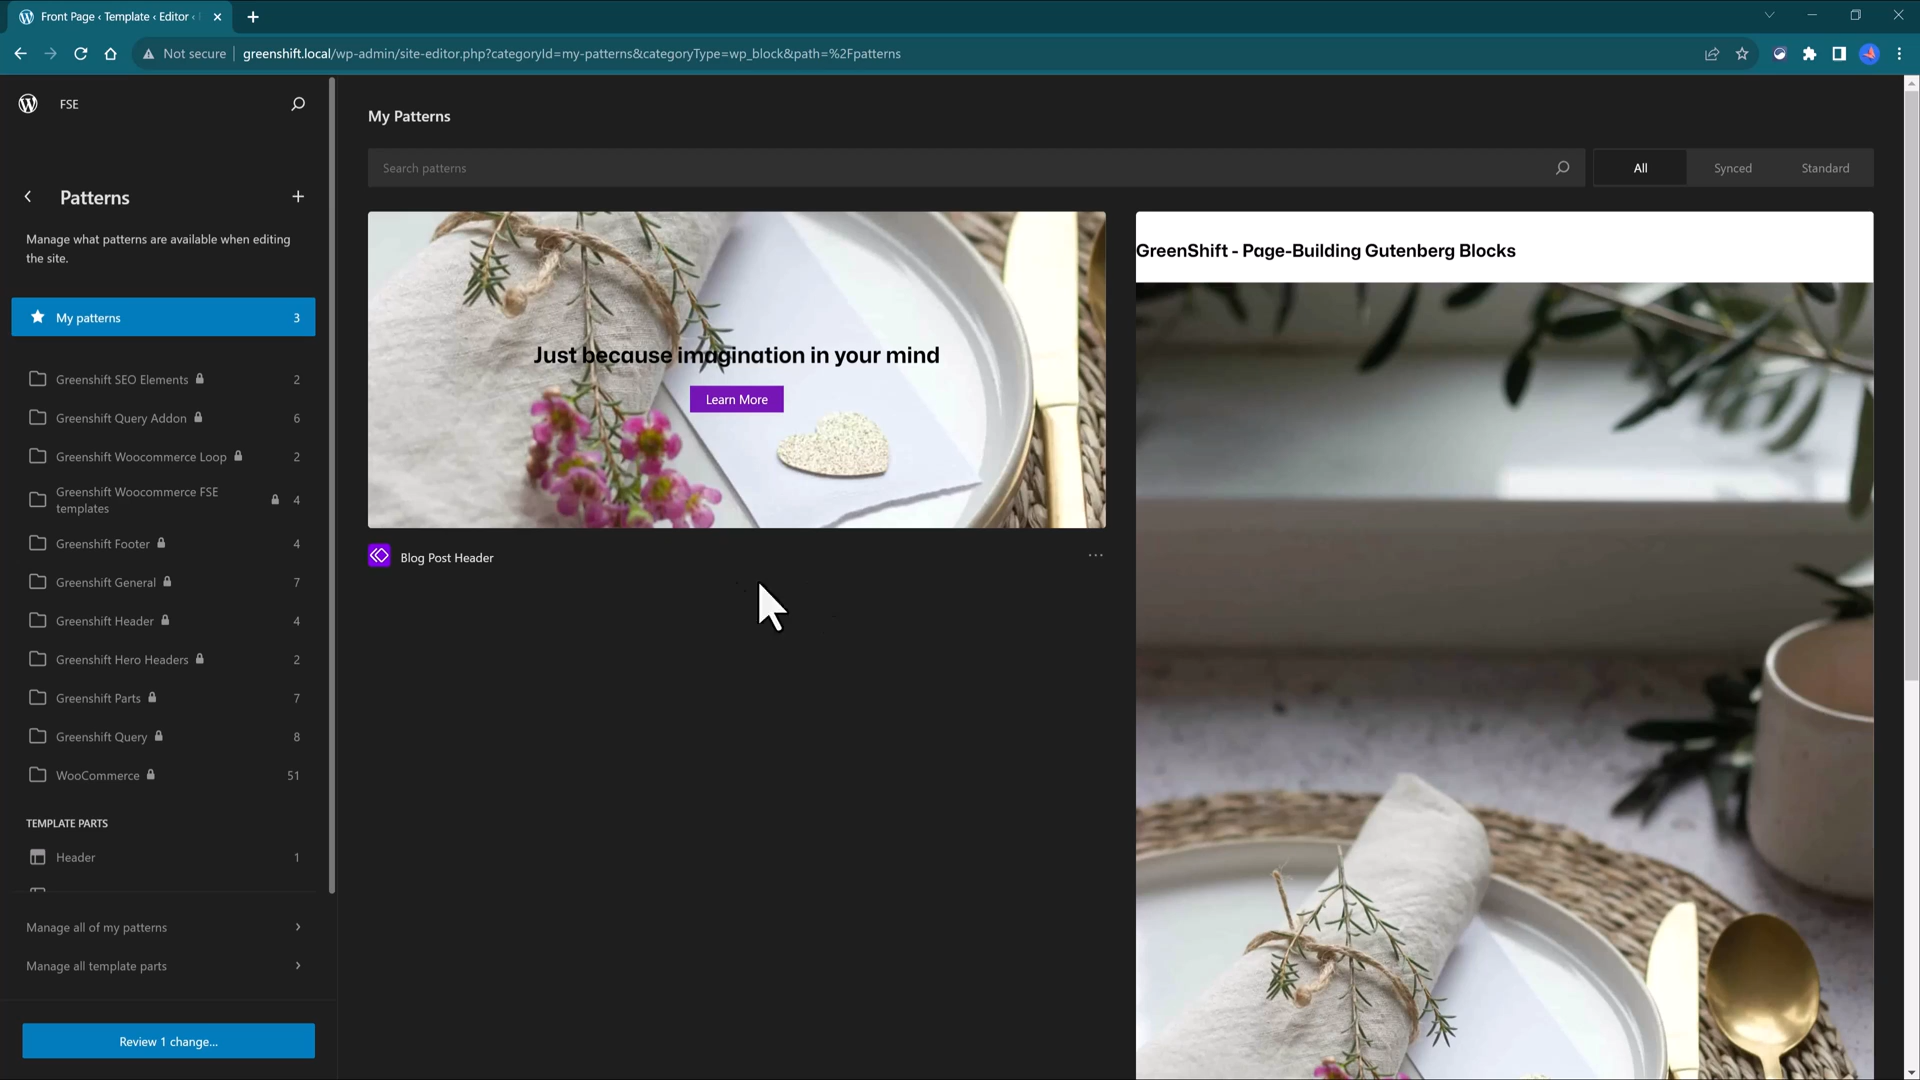 Front Page ‹ Template ‹ Editor ‹
Not secure
greenshift.local/wp-admin/site-editor.php?categoryId=my-patterns&categoryType=wp_block&path=%2Fpatterns
FSE
Patterns
Manage what patterns are available when editing
the site.
My patterns 3
Greenshift SEO Elements 2
Greenshift Query Addon 6
Greenshift Woocommerce Loop 2
Greenshift Woocommerce FSE
templates 4
Greenshift Footer 4
Greenshift General 7
Greenshift Header 4
Greenshift Hero Headers 2
Greenshift Parts 7
Greenshift Query 8
WooCommerce 51
TEMPLATE PARTS
Header 1
Manage all of my patterns
Manage all template parts
Review 1 change...
My Patterns
Search patterns
All Synced Standard
Just because imagination in your mind
Learn More
Blog Post Header
GreenShift - Page-Building Gutenberg Blocks